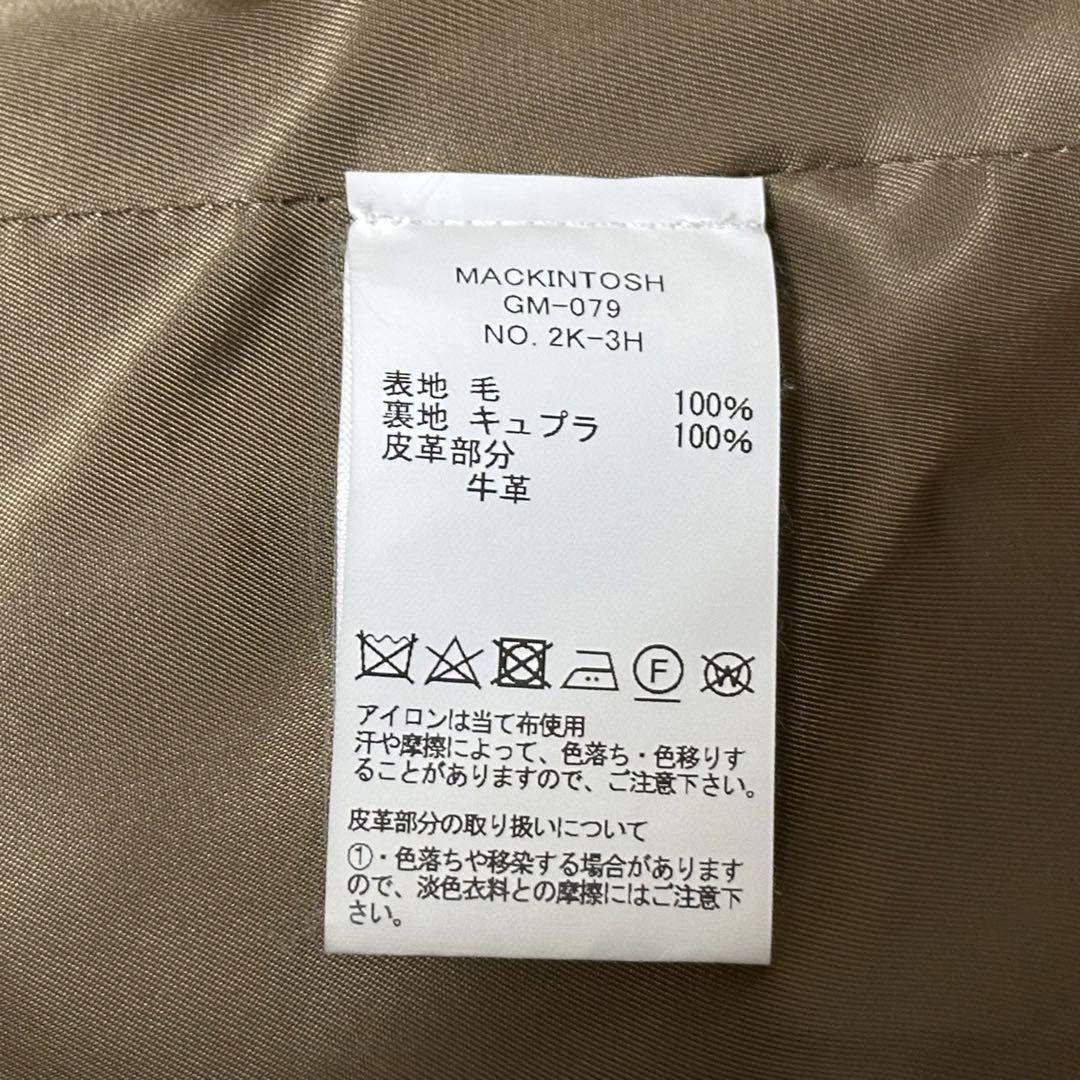 MACKINTOSH
GM-079
NO. 2K-3H
表地 毛 100%
裏地 キュプラ 100%
皮革部分
牛革
F
W
アイロンは当て布使用
汗や摩擦によって、色落ち・色移りす
ることがありますので、ご注意下さい。
皮革部分の取り扱いについて
①・色落ちや移染する場合があります
ので、淡色衣料との摩擦にはご注意下
さい。